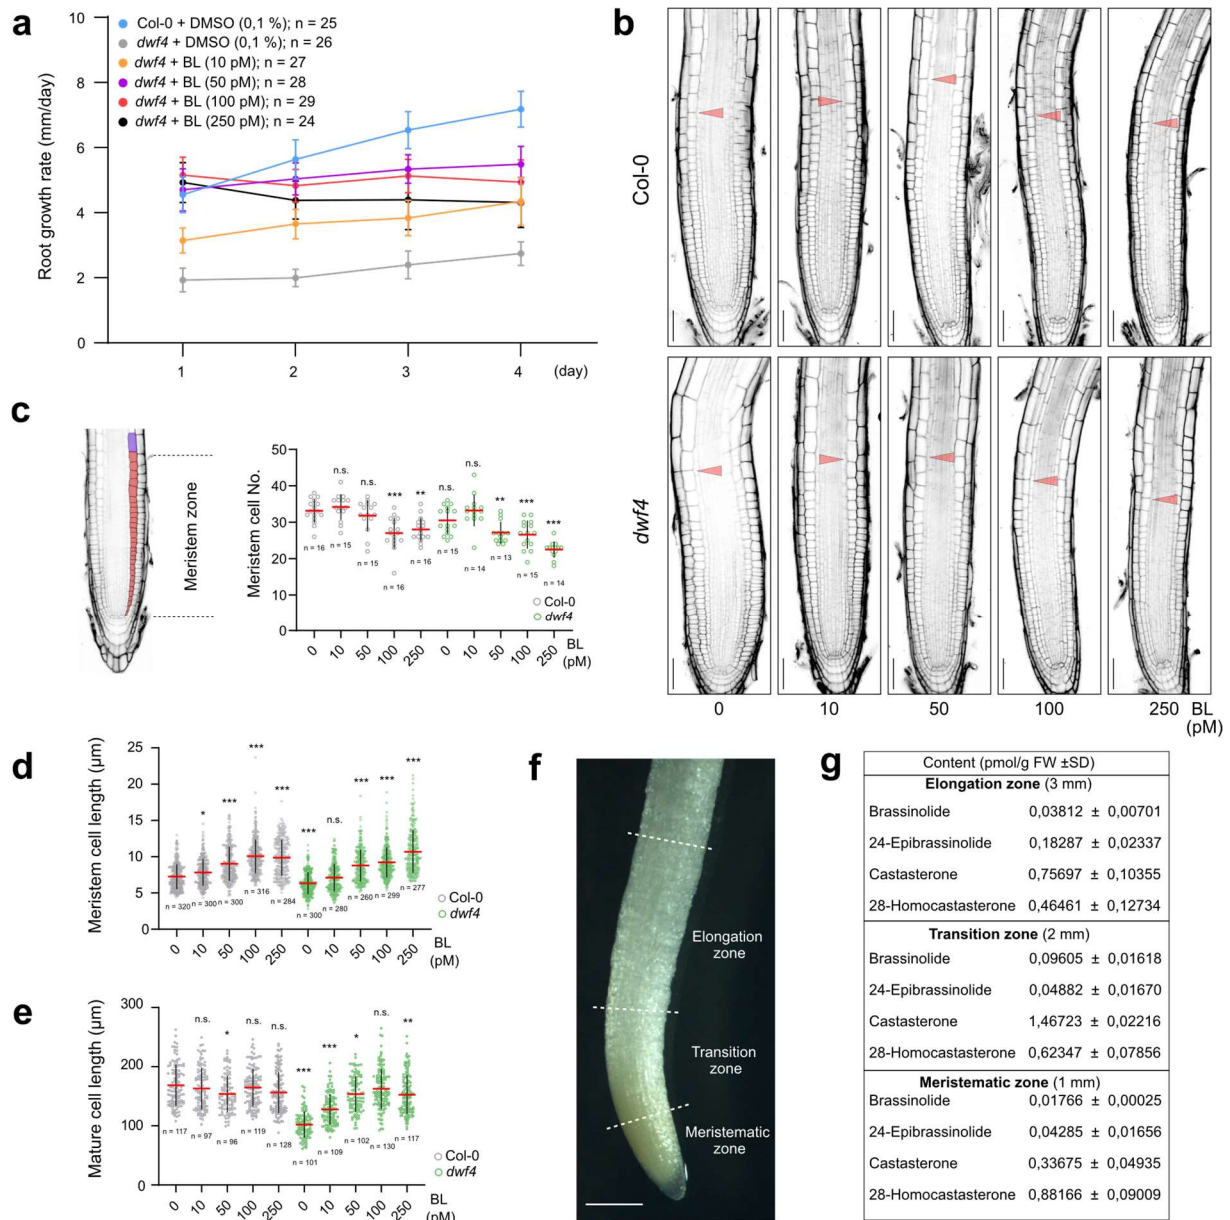 a
Col-0 + DMSO (0,1 %); n = 25
dwf4 + DMSO (0,1 %); n = 26
dwf4 + BL (10 pM); n = 27
dwf4 + BL (50 pM); n = 28
dwf4 + BL (100 pM); n = 29
dwf4 + BL (250 pM); n = 24
Root growth rate (mm/day)
10
8
6
4
2
0
1 2 3 4 (day)
b
Col-0
dwf4
0 10 50 100 250 BL
(pM)
c
Meristem zone
Meristem cell No.
50
40
30
20
10
0
n.s. n.s. *** ** n.s. n.s. ** *** ***
n = 16 n = 15 n = 15 n = 16 n = 16 n = 15 n = 14 n = 13 n = 15 n = 14
Col-0
dwf4
0 10 50 100 250 0 10 50 100 250 BL
(pM)
d
Meristem cell length (µm)
25
20
15
10
5
0
* *** *** *** *** n.s. *** *** ***
n = 320 n = 300 n = 300 n = 316 n = 284 n = 300 n = 280 n = 260 n = 299 n = 277
Col-0
dwf4
0 10 50 100 250 0 10 50 100 250 BL
(pM)
e
Mature cell length (µm)
300
200
100
0
n.s. * n.s. n.s. *** *** * n.s. **
n = 117 n = 97 n = 96 n = 119 n = 128 n = 101 n = 109 n = 102 n = 130 n = 117
Col-0
dwf4
0 10 50 100 250 0 10 50 100 250 BL
(pM)
f
Elongation
zone
Transition
zone
Meristematic
zone
g
Content (pmol/g FW ±SD)
Elongation zone (3 mm)
Brassinolide 0,03812 ± 0,00701
24-Epibrassinolide 0,18287 ± 0,02337
Castasterone 0,75697 ± 0,10355
28-Homocastasterone 0,46461 ± 0,12734
Transition zone (2 mm)
Brassinolide 0,09605 ± 0,01618
24-Epibrassinolide 0,04882 ± 0,01670
Castasterone 1,46723 ± 0,02216
28-Homocastasterone 0,62347 ± 0,07856
Meristematic zone (1 mm)
Brassinolide 0,01766 ± 0,00025
24-Epibrassinolide 0,04285 ± 0,01656
Castasterone 0,33675 ± 0,04935
28-Homocastasterone 0,88166 ± 0,09009